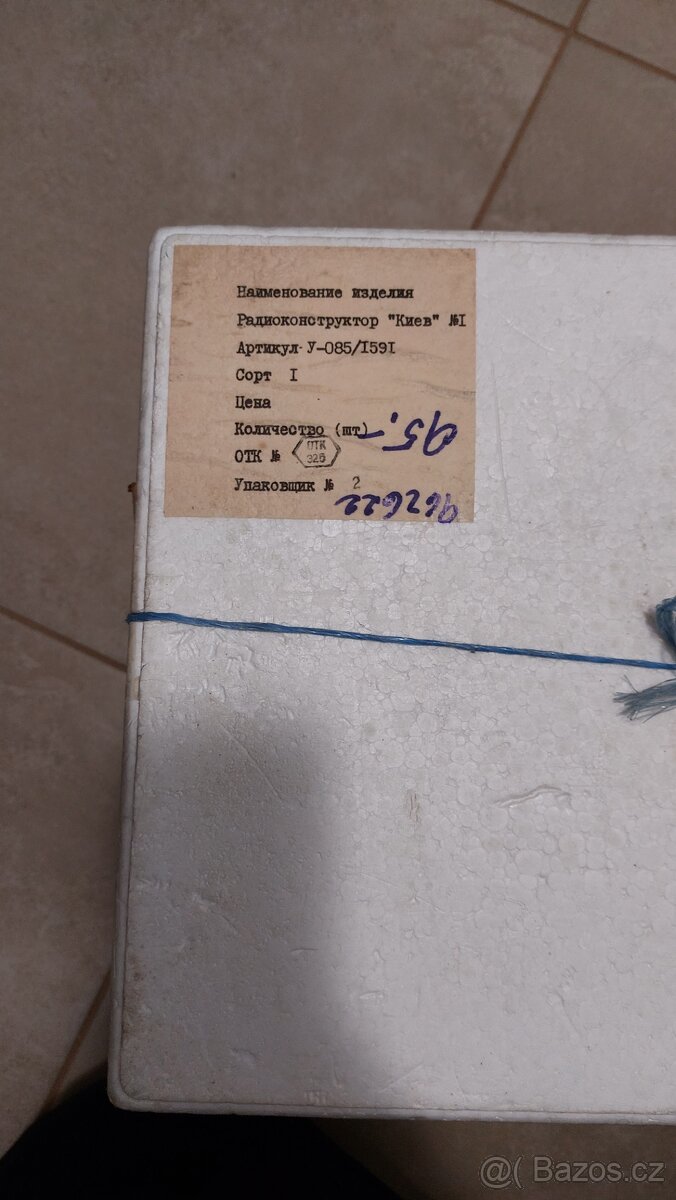 Наименование изделия
Радиоконструктор "Киев" №I
Артикул У-085/I59I
Сорт I
Цена
Количество (шт)
95,-
ОТК №
ОТК
326
Упаковщик № 2
962622
@( Bazos.cz